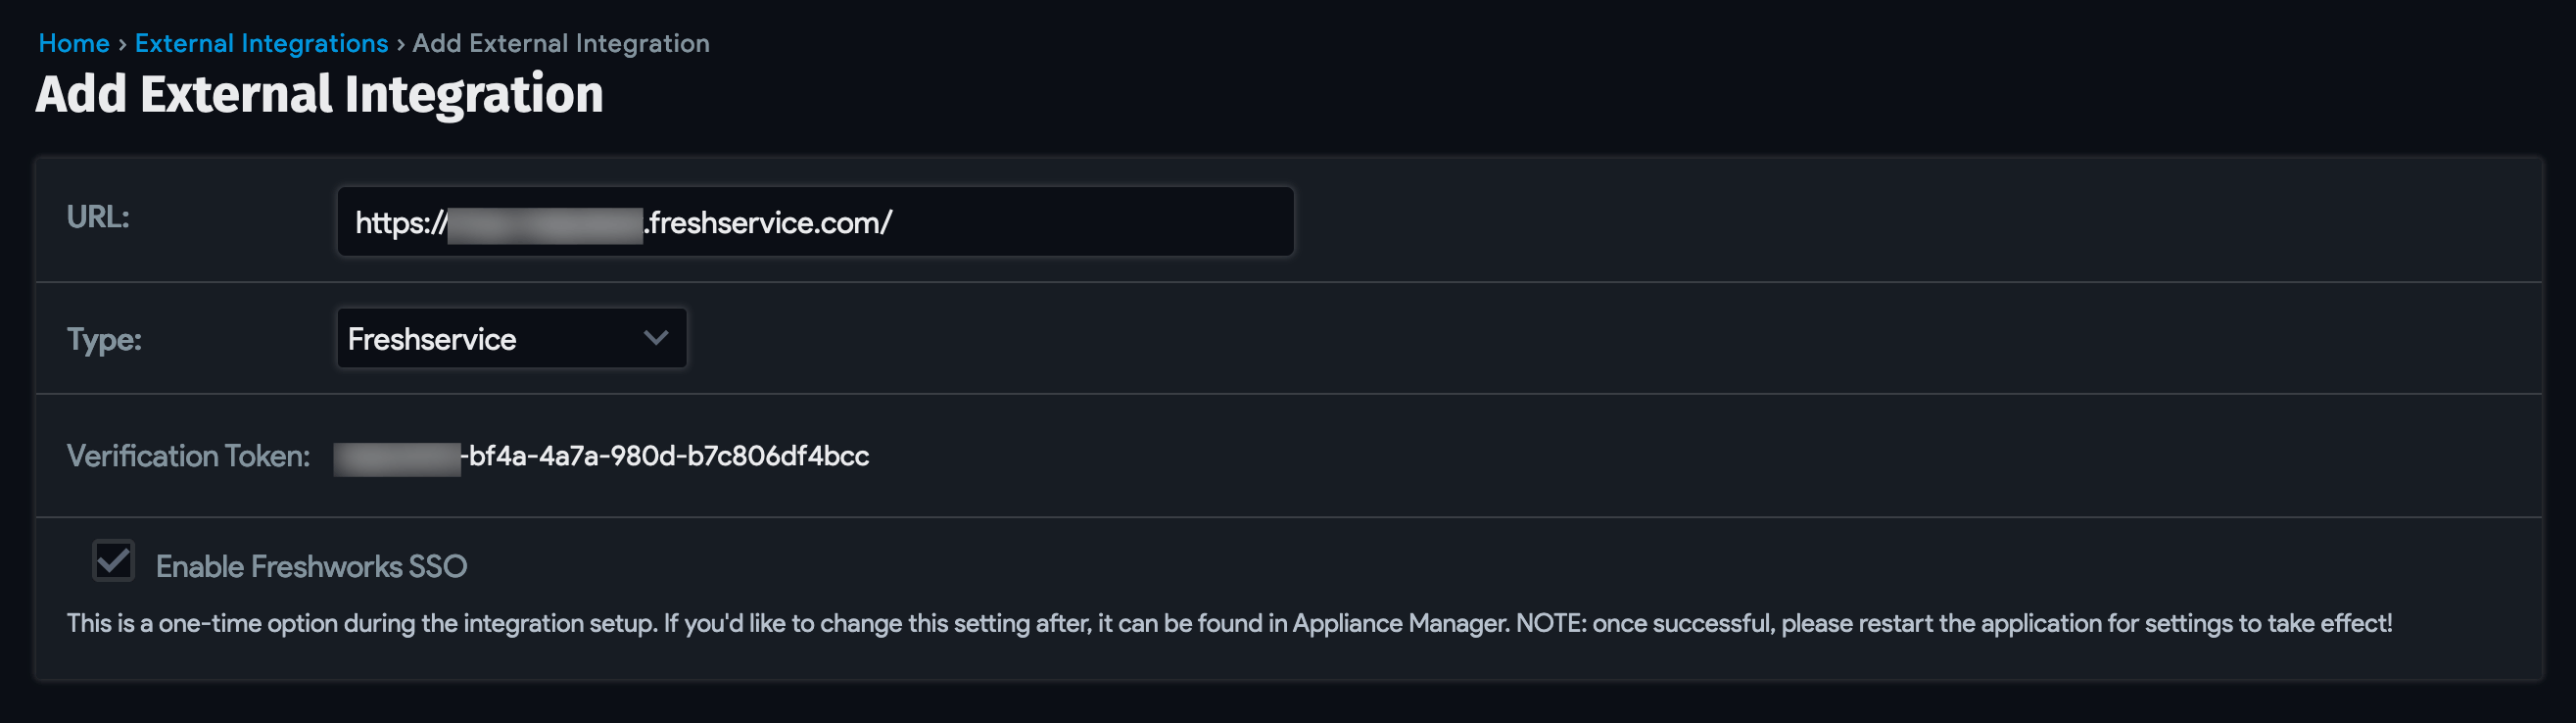 Home › External Integrations › Add External Integration
Add External Integration
URL:
https://.freshservice.com/
Type:
Freshservice
Verification Token:
-bf4a-4a7a-980d-b7c806df4bcc
Enable Freshworks SSO
This is a one-time option during the integration setup. If you'd like to change this setting after, it can be found in Appliance Manager. NOTE: once successful, please restart the application for settings to take effect!